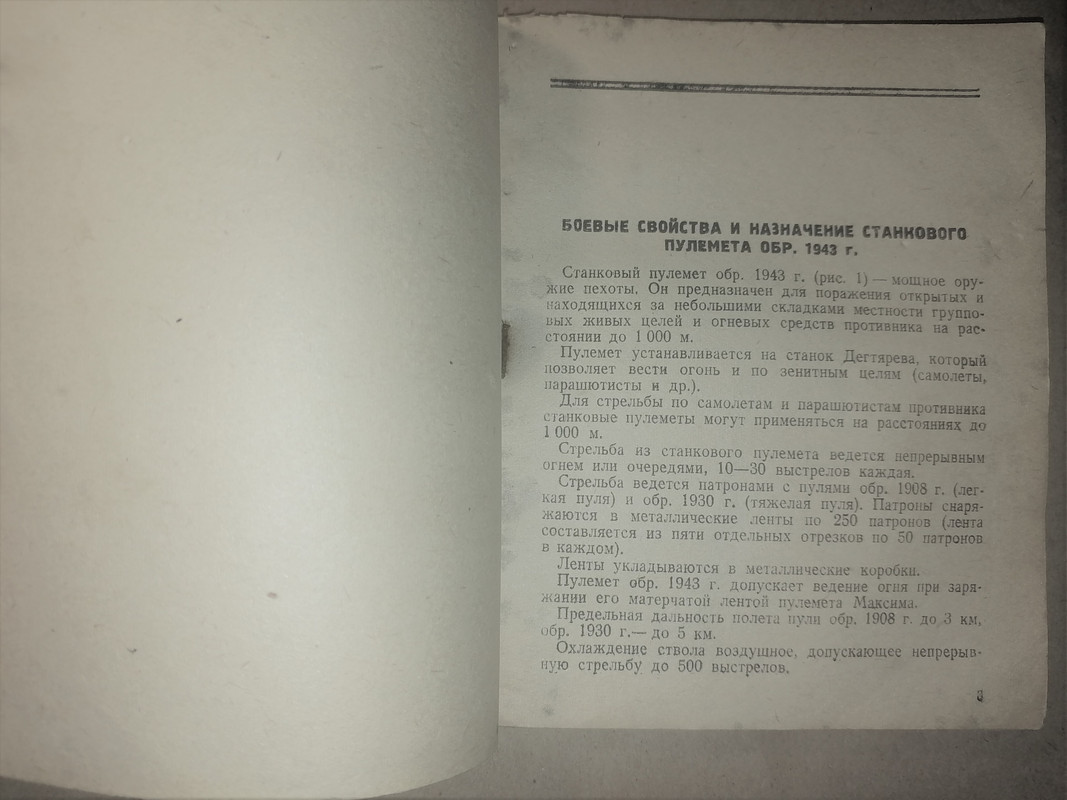 БОЕВЫЕ СВОЙСТВА И НАЗНАЧЕНИЕ СТАНКОВОГО
ПУЛЕМЕТА ОБР. 1943 г.
Станковый пулемет обр. 1943 г. (рис. 1) — мощное ору-
жие пехоты. Он предназначен для поражения открытых и
находящихся за небольшими складками местности группо-
вых живых целей и огневых средств противника на рас-
стоянии до 1 000 м.
Пулемет устанавливается на станок Дегтярева, который
позволяет вести огонь и по зенитным целям (самолеты,
парашютисты и др.).
Для стрельбы по самолетам и парашютистам противника
станковые пулеметы могут применяться на расстояниях до
1 000 м.
Стрельба из станкового пулемета ведется непрерывным
огнем или очередями, 10—30 выстрелов каждая.
Стрельба ведется патронами с пулями обр. 1908 г. (лег-
кая пуля) и обр. 1930 г. (тяжелая пуля). Патроны снаря-
жаются в металлические ленты по 250 патронов (лента
составляется из пяти отдельных отрезков по 50 патронов
в каждом).
Ленты укладываются в металлические коробки.
Пулемет обр. 1943 г. допускает ведение огня при заря-
жании его матерчатой лентой пулемета Максима.
Предельная дальность полета пули обр. 1908 г. до 3 км,
обр. 1930 г.— до 5 км.
Охлаждение ствола воздушное, допускающее непрерыв-
ную стрельбу до 500 выстрелов.
3